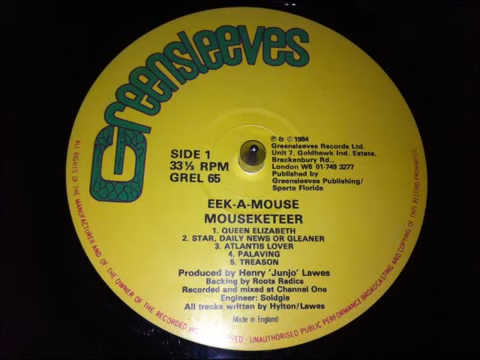 Greensleeves
SIDE 1
33⅓ RPM
GREL 65
℗ & © 1984
Greensleeves Records Ltd.
Unit 7, Goldhawk Ind. Estate,
Brackenbury Rd.,
London W6 01-749 3277
Published by
Greensleeves Publishing/
Sparta Florida
EEK-A-MOUSE
MOUSEKETEER
1. QUEEN ELIZABETH
2. STAR, DAILY NEWS OR GLEANER
3. ATLANTIS LOVER
4. PALAVING
5. TREASON
Produced by Henry 'Junjo' Lawes
Backing by Roots Radics
Recorded and mixed at Channel One
Engineer: Soldgie
All tracks written by Hylton/Lawes
Made in England
ALL RIGHTS OF THE MANUFACTURER AND OF THE OWNER OF THE RECORDED WORK RESERVED - UNAUTHORISED PUBLIC PERFORMANCE BROADCASTING AND COPYING OF THIS RECORD PROHIBITED